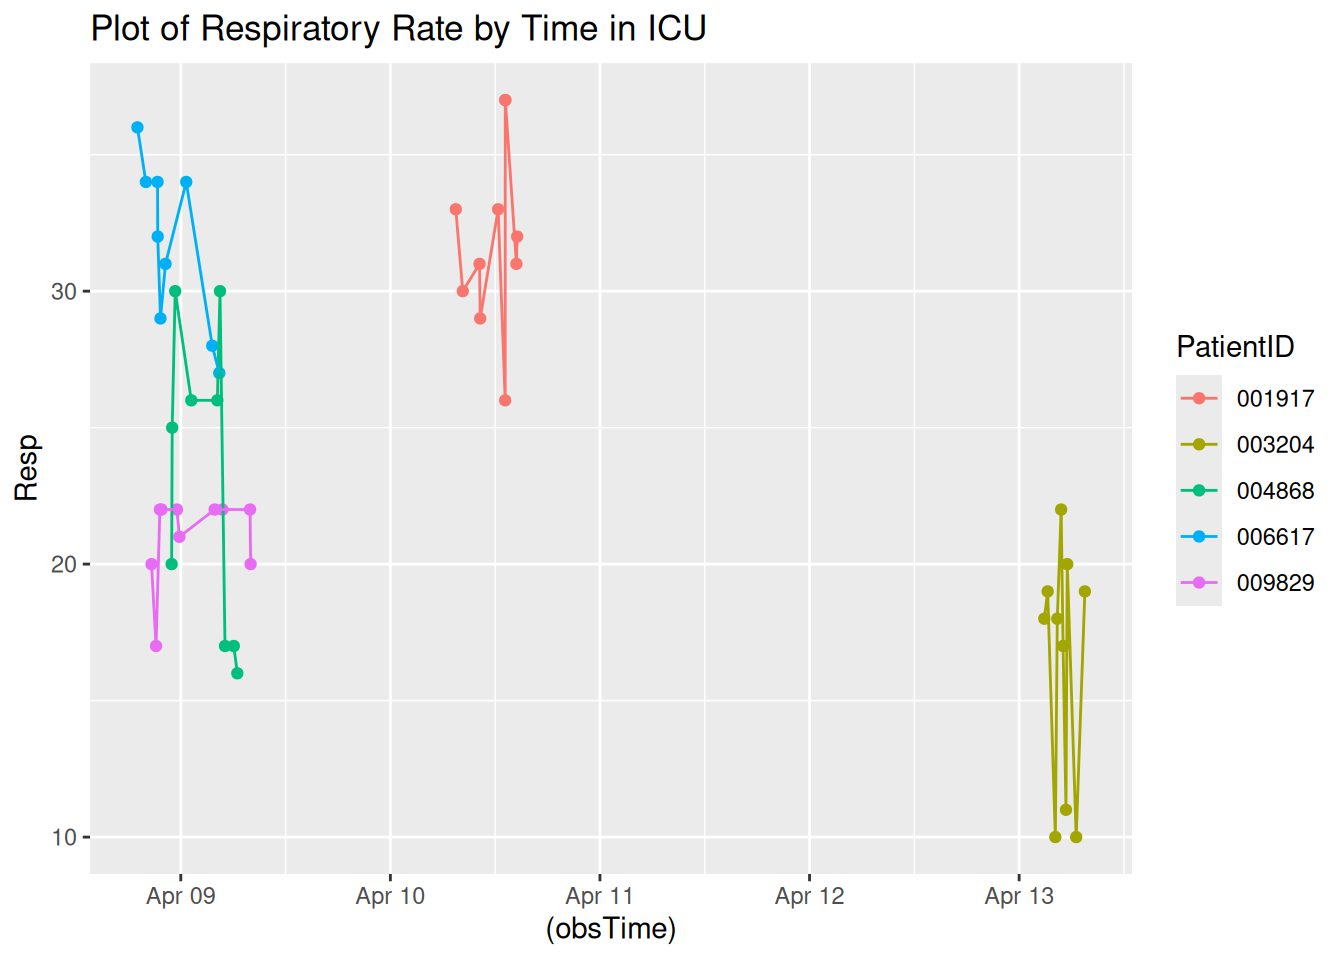 Plot of Respiratory Rate by Time in ICU
Resp
30
20
10
Apr 09 Apr 10 Apr 11 Apr 12 Apr 13
(obsTime)
PatientID
001917
003204
004868
006617
009829